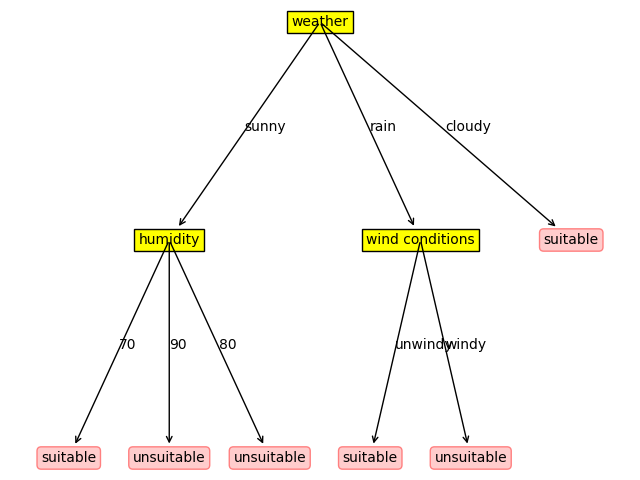 weather
sunny
rain
cloudy
humidity
wind conditions
suitable
70
90
80
unwindy
windy
suitable
unsuitable
unsuitable
suitable
unsuitable